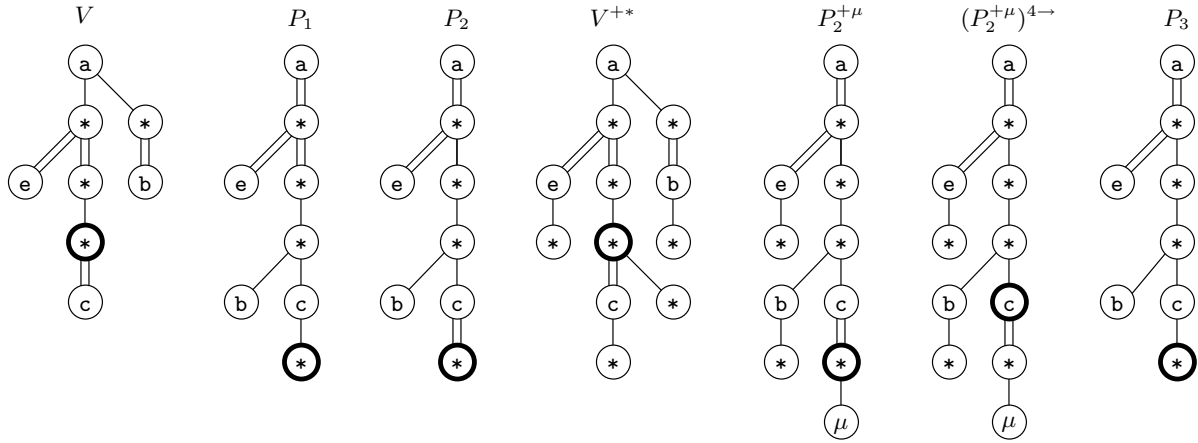 V P₁ P₂ V⁺* P₂⁺μ (P₂⁺μ)⁴→ P₃
a a a a a a a
* * * * * * * * *
e * b e * e * e * b e * e * e *
* * * * * * * * * * * *
c b c b c c * b c b c b c
* * * * * * * * *
μ μ